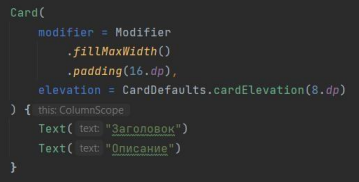 Card(
    modifier = Modifier
        .fillMaxWidth()
        .padding(16.dp),
    elevation = CardDefaults.cardElevation(8.dp)
) { this: ColumnScope
    Text( text: "Заголовок")
    Text( text: "Описание")
}